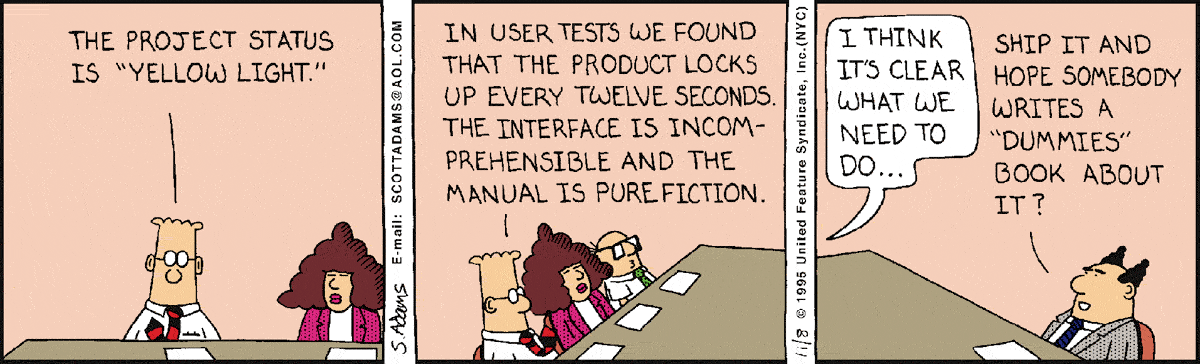 THE PROJECT STATUS
IS "YELLOW LIGHT."
S. Adams E-mail: SCOTTADAMS@AOL.COM
IN USER TESTS WE FOUND
THAT THE PRODUCT LOCKS
UP EVERY TWELVE SECONDS.
THE INTERFACE IS INCOM-
PREHENSIBLE AND THE
MANUAL IS PURE FICTION.
11/8 © 1995 United Feature Syndicate, Inc.(NYC)
I THINK
IT'S CLEAR
WHAT WE
NEED TO
DO...
SHIP IT AND
HOPE SOMEBODY
WRITES A
"DUMMIES"
BOOK ABOUT
IT?